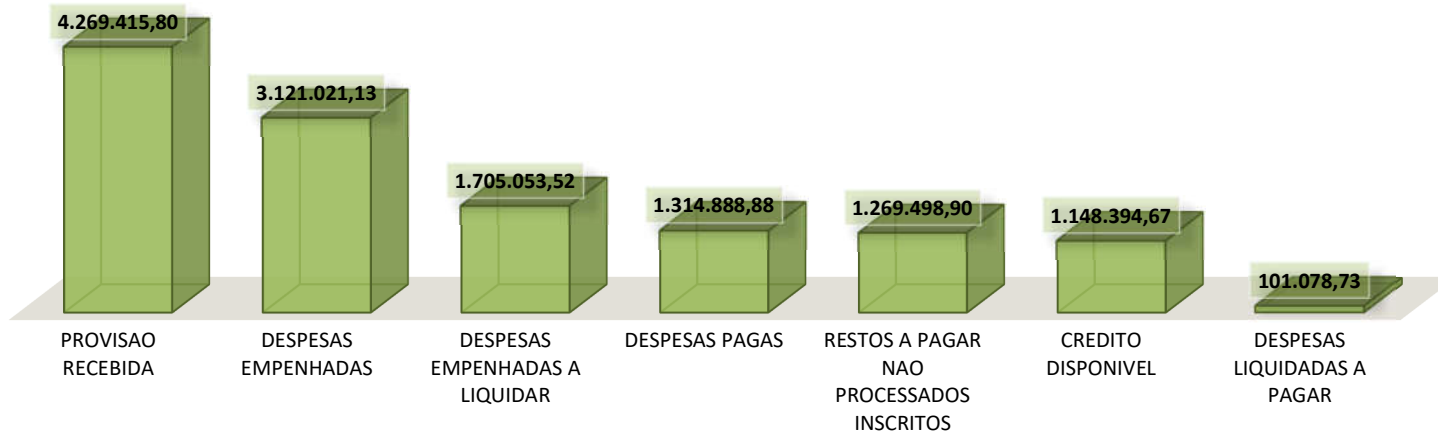 4.269.415,80
3.121.021,13
1.705.053,52
1.314.888,88
1.269.498,90
1.148.394,67
101.078,73
PROVISAO
RECEBIDA
DESPESAS
EMPENHADAS
DESPESAS
EMPENHADAS A
LIQUIDAR
DESPESAS PAGAS
RESTOS A PAGAR
NAO
PROCESSADOS
INSCRITOS
CREDITO
DISPONIVEL
DESPESAS
LIQUIDADAS A
PAGAR